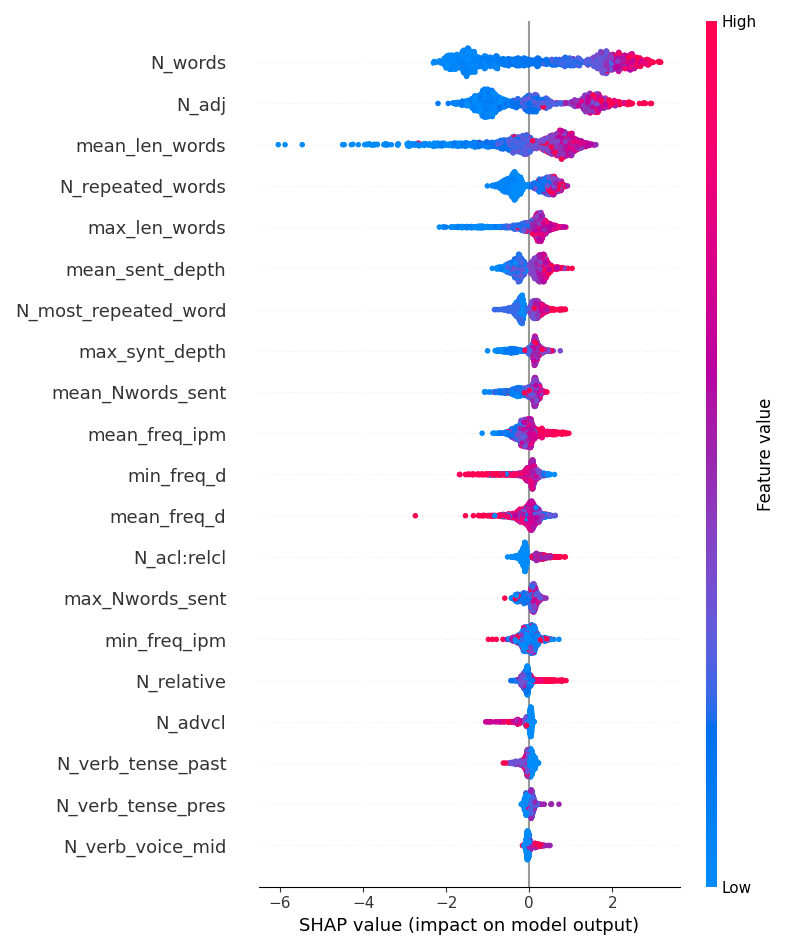 High
N_words
N_adj
mean_len_words
N_repeated_words
max_len_words
mean_sent_depth
N_most_repeated_word
max_synt_depth
mean_Nwords_sent
mean_freq_ipm
min_freq_d
mean_freq_d
N_acl:relcl
max_Nwords_sent
min_freq_ipm
N_relative
N_advcl
N_verb_tense_past
N_verb_tense_pres
N_verb_voice_mid
Feature value
Low
−6 −4 −2 0 2
SHAP value (impact on model output)